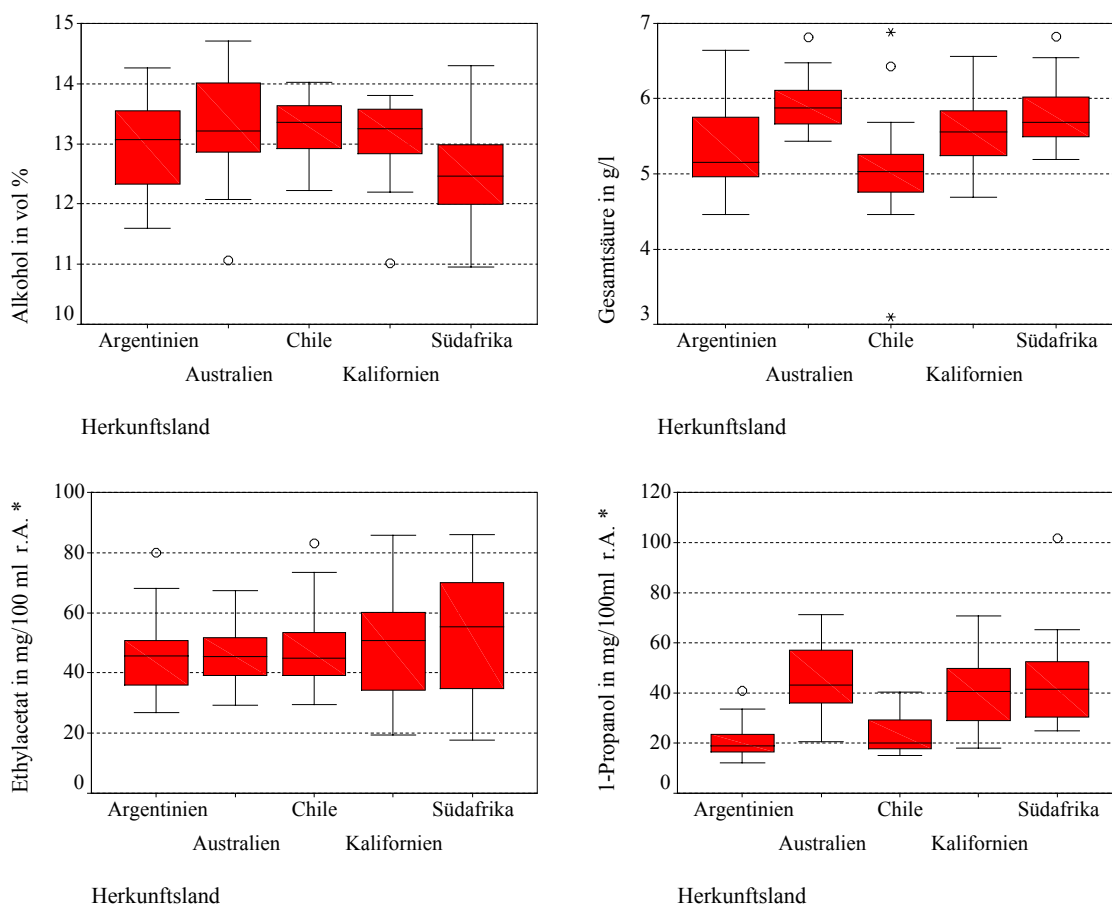 Alkohol in vol %
15
14
13
12
11
10
Argentinien
Chile
Südafrika
Australien
Kalifornien
Herkunftsland
Gesamtsäure in g/l
7
6
5
4
3
Argentinien
Chile
Südafrika
Australien
Kalifornien
Herkunftsland
Ethylacetat in mg/100 ml r.A. *
100
80
60
40
20
0
Argentinien
Chile
Südafrika
Australien
Kalifornien
Herkunftsland
1-Propanol in mg/100ml r.A. *
120
100
80
60
40
20
0
Argentinien
Chile
Südafrika
Australien
Kalifornien
Herkunftsland